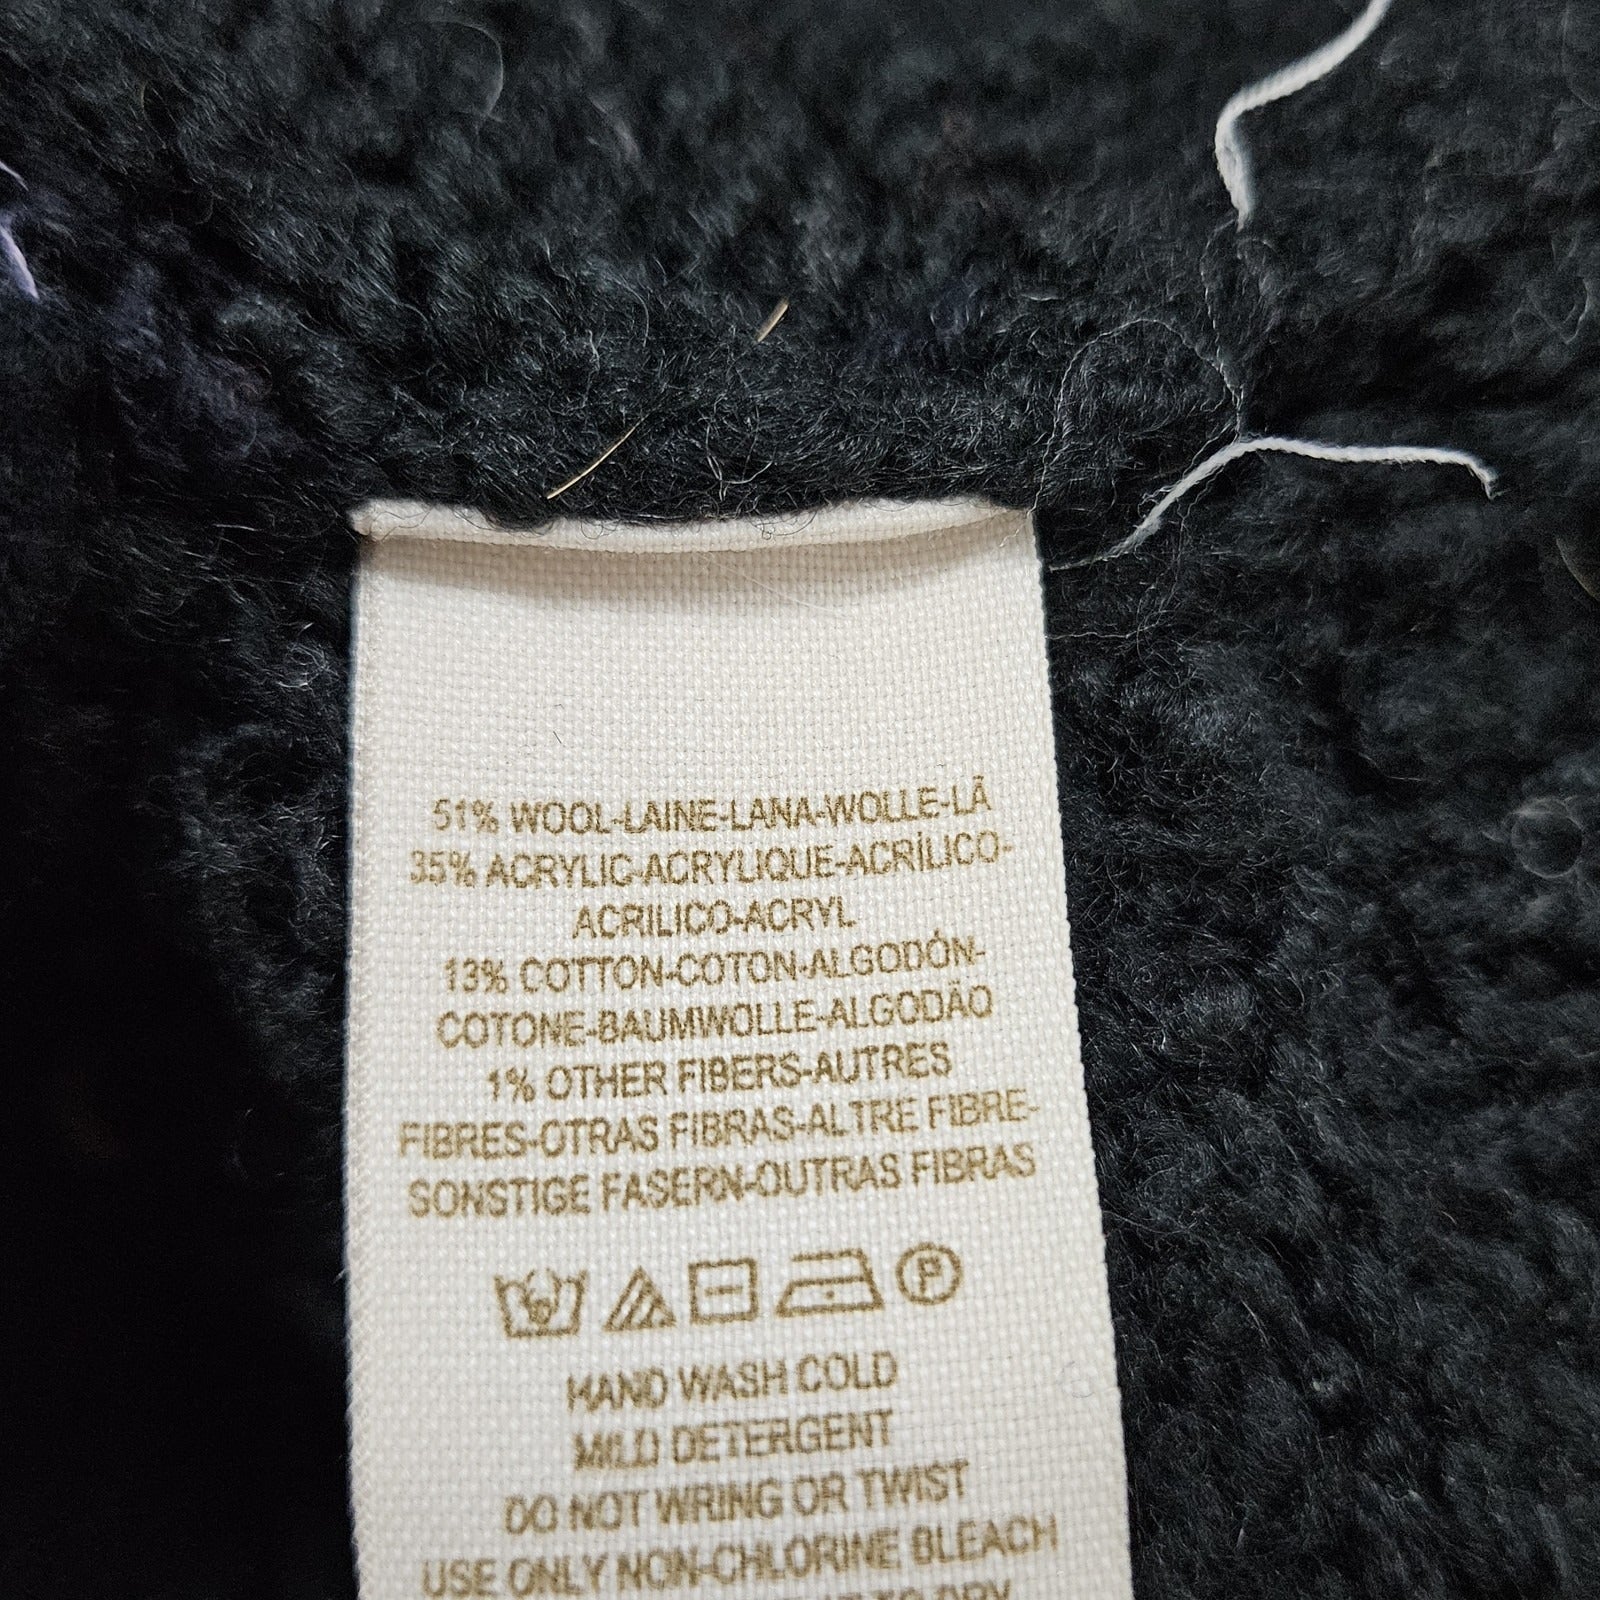 51% WOOL-LAINE-LANA-WOLLE-LÃ
35% ACRYLIC-ACRYLIQUE-ACRÍLICO-
ACRILICO-ACRYL
13% COTTON-COTON-ALGODÓN-
COTONE-BAUMWOLLE-ALGODÃO
1% OTHER FIBERS-AUTRES
FIBRES-OTRAS FIBRAS-ALTRE FIBRE-
SONSTIGE FASERN-OUTRAS FIBRAS
P
HAND WASH COLD
MILD DETERGENT
DO NOT WRING OR TWIST
USE ONLY NON-CHLORINE BLEACH
TO DRY